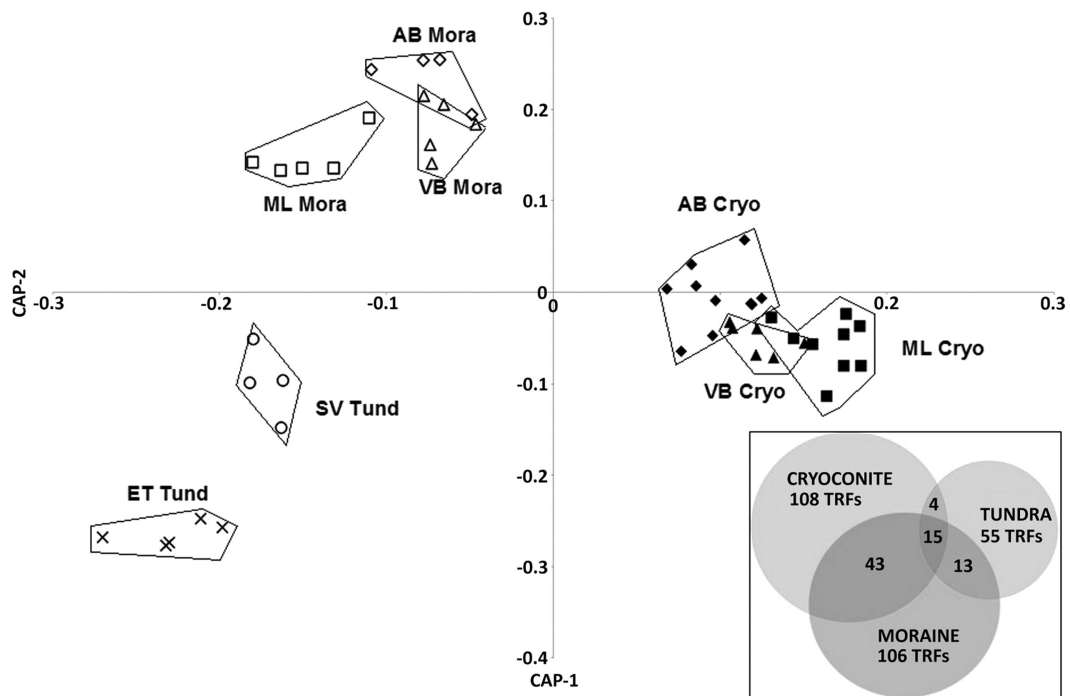 0.3
AB Mora
0.2
ML Mora
VB Mora
0.1
AB Cryo
CAP-2
-0.3
-0.2
-0.1
0
0.2
0.3
ML Cryo
VB Cryo
-0.1
SV Tund
-0.2
ET Tund
-0.3
-0.4
CAP-1
CRYOCONITE
108 TRFs
4
TUNDRA
55 TRFs
15
43
13
MORAINE
106 TRFs